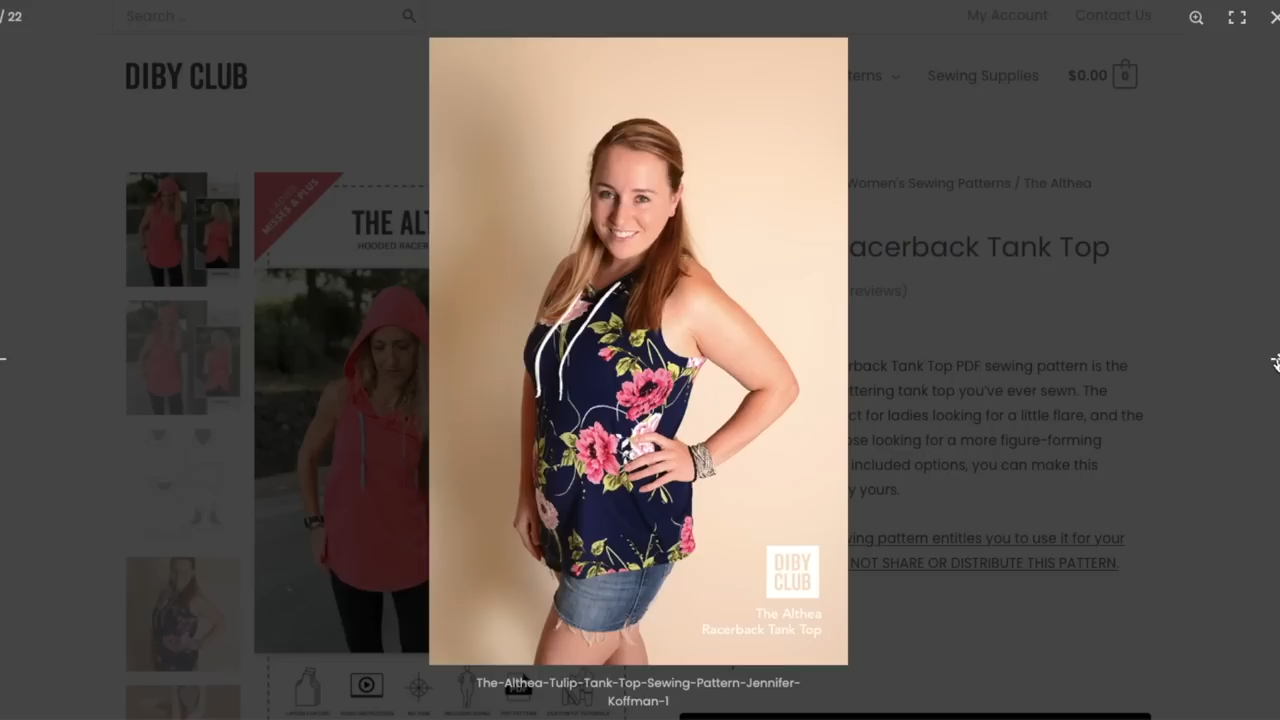 / 22
Search ...
My Account
Contact Us
DIBY CLUB
terns
Sewing Supplies
$0.00
0
MISSES & PLUS
THE ALT
HOODED RACER
Women's Sewing Patterns / The Althea
acerback Tank Top
reviews)
rback Tank Top PDF sewing pattern is the
ttering tank top you've ever sewn. The
ct for ladies looking for a little flare, and the
ose looking for a more figure-forming
included options, you can make this
y yours.
wing pattern entitles you to use it for your
NOT SHARE OR DISTRIBUTE THIS PATTERN.
DIBY
CLUB
The Althea
Racerback Tank Top
The-Althea-Tulip-Tank-Top-Sewing-Pattern-Jennifer-
Koffman-1